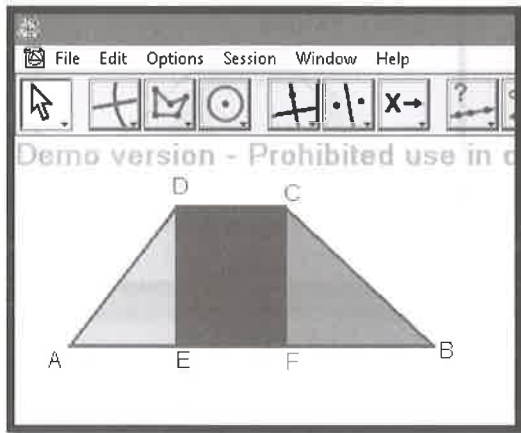 File Edit Options Session Window Help
?
X→
Demo version - Prohibited use in c
D C
A E F B